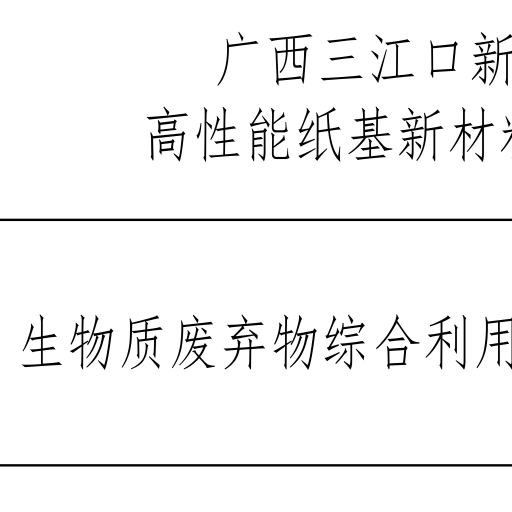 广西三江口新
高性能纸基新材
生物质废弃物综合利用